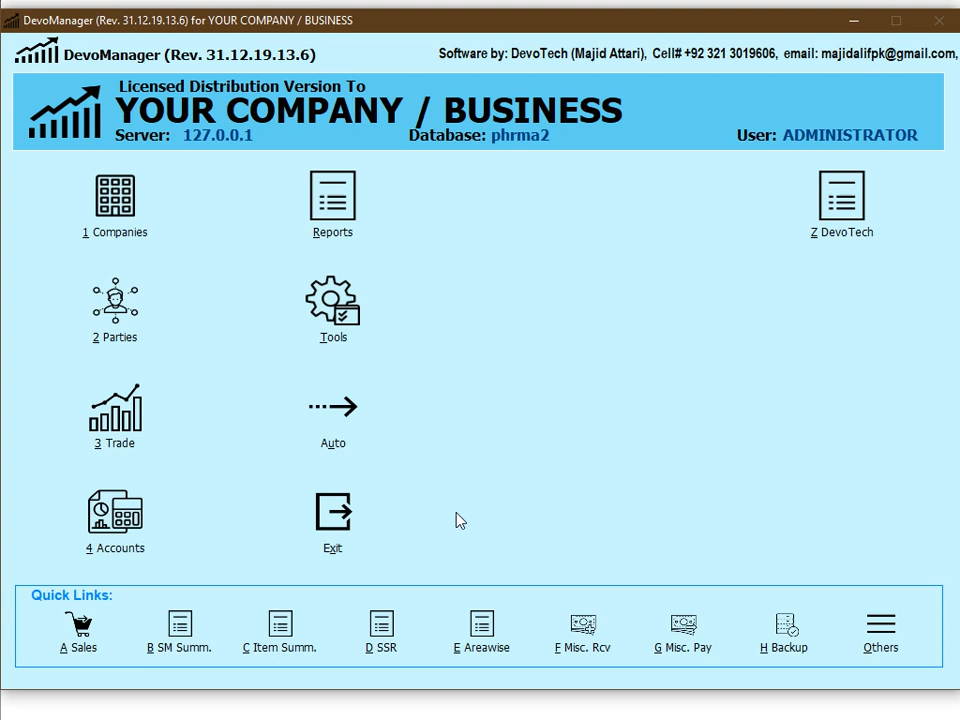 DevoManager (Rev. 31.12.19.13.6) for YOUR COMPANY / BUSINESS
DevoManager (Rev. 31.12.19.13.6) Software by: DevoTech (Majid Attari), Cell# +92 321 3019606, email: majidalifpk@gmail.com,
Licensed Distribution Version To
YOUR COMPANY / BUSINESS
Server: 127.0.0.1 Database: phrma2 User: ADMINISTRATOR
1 Companies Reports Z DevoTech
2 Parties Tools
3 Trade Auto
4 Accounts Exit
Quick Links:
A Sales B SM Summ. C Item Summ. D SSR E Areawise F Misc. Rcv G Misc. Pay H Backup Others